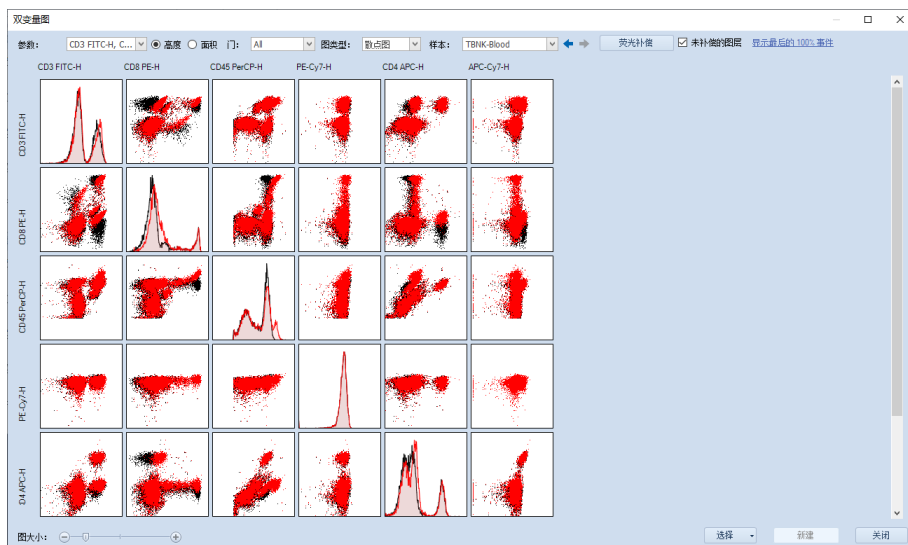 双变量图
参数: CD3 FITC-H, C... 高度 面积 门: All 图类型: 散点图 样本: TBNK-Blood 荧光补偿 未补偿的图层 显示最后的 100% 事件
CD3 FITC-H CD8 PE-H CD45 PerCP-H PE-Cy7-H CD4 APC-H APC-Cy7-H
CD3 FITC-H
CD8 PE-H
CD45 PerCP-H
PE-Cy7-H
D4 APC-H
图大小: 选择 新建 关闭